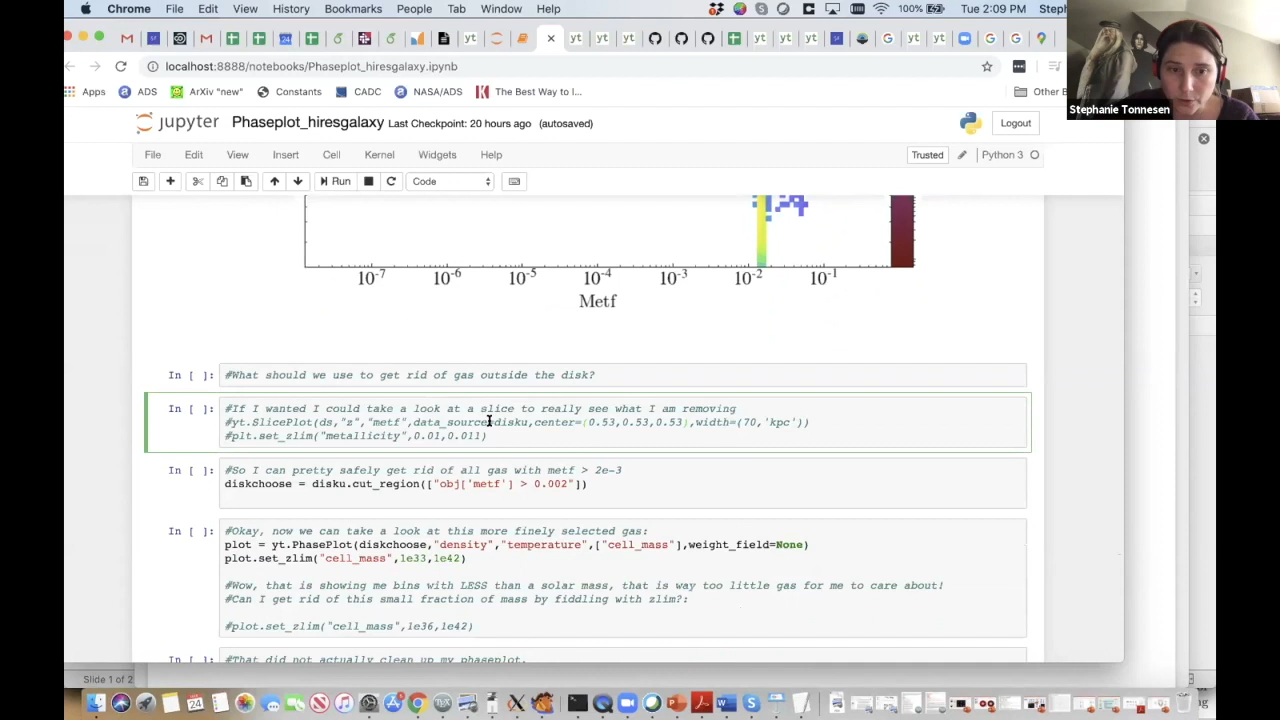 Chrome File Edit View History Bookmarks People Tab Window Help 100% Tue 2:09 PM Steph
localhost:8888/notebooks/Phaseplot_hiresgalaxy.ipynb
Apps ADS ArXiv "new" Constants CADC NASA/ADS The Best Way to l... Other B
Stephanie Tonnesen
jupyter Phaseplot_hiresgalaxy Last Checkpoint: 20 hours ago (autosaved) Logout
File Edit View Insert Cell Kernel Widgets Help Trusted Python 3
Run Code
10-7 10-6 10-5 10-4 10-3 10-2 10-1
Metf
In [ ]: #What should we use to get rid of gas outside the disk?
In [ ]: #If I wanted I could take a look at a slice to really see what I am removing
#yt.SlicePlot(ds,"z","metf",data_source=disku,center=(0.53,0.53,0.53),width=(70,'kpc'))
#plt.set_zlim("metallicity",0.01,0.011)
In [ ]: #So I can pretty safely get rid of all gas with metf > 2e-3
diskchoose = disku.cut_region(["obj['metf'] > 0.002"])
In [ ]: #Okay, now we can take a look at this more finely selected gas:
plot = yt.PhasePlot(diskchoose,"density","temperature",["cell_mass"],weight_field=None)
plot.set_zlim("cell_mass",1e33,1e42)
#Wow, that is showing me bins with LESS than a solar mass, that is way too little gas for me to care about!
#Can I get rid of this small fraction of mass by fiddling with zlim?:
#plot.set_zlim("cell_mass",1e36,1e42)
In [ ]: #That did not actually clean up my phaseplot.
Slide 1 of 2